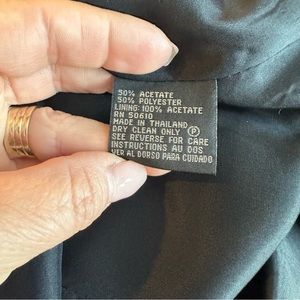 50% ACETATE
50% POLYESTER
LINING: 100% ACETATE
RN 50610
MADE IN THAILAND
DRY CLEAN ONLY Ⓟ
SEE REVERSE FOR CARE
INSTRUCTIONS AU DOS
VER AL DORSO PARA CUIDADO